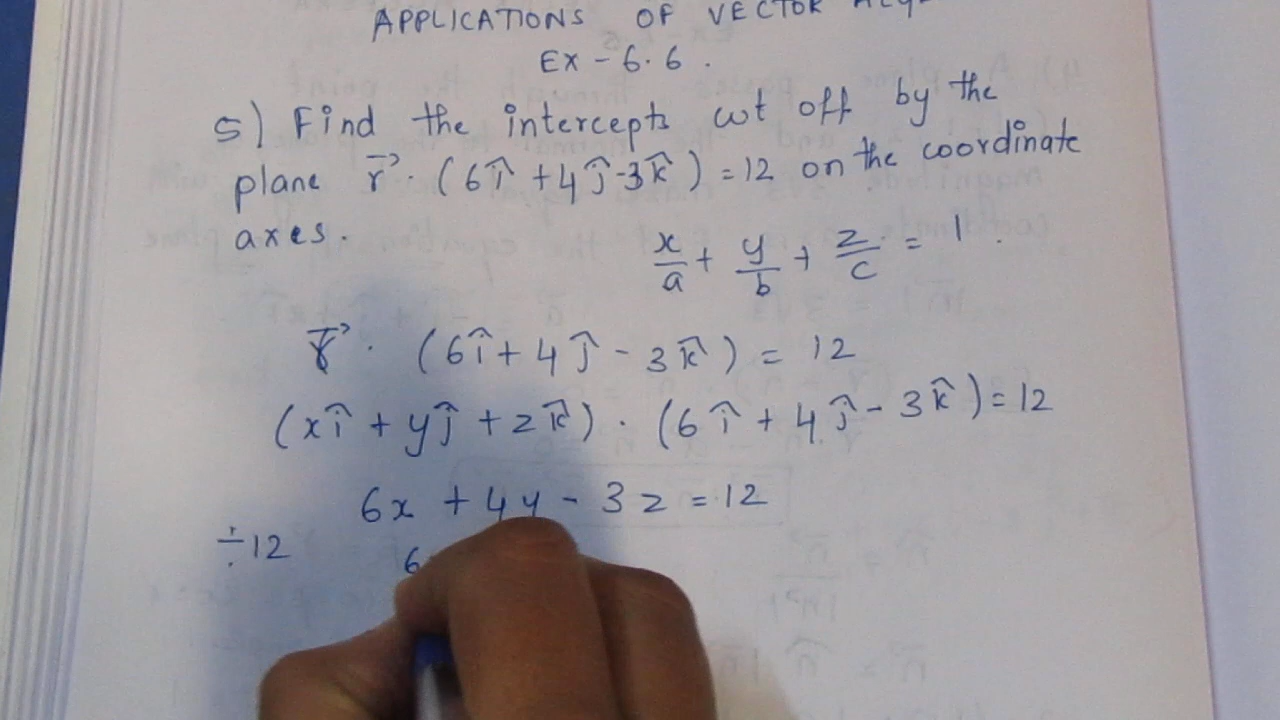 APPLICATIONS OF VECTOR
Ex - 6.6.
5) Find the intercepts cut off by the
plane r⃗ · (6î + 4ĵ - 3k̂) = 12 on the coordinate
axes.
x/a + y/b + z/c = 1.
r⃗ · (6î + 4ĵ - 3k̂) = 12
(xî + yĵ + zk̂) · (6î + 4ĵ - 3k̂) = 12
6x + 4y - 3z = 12
÷12 6